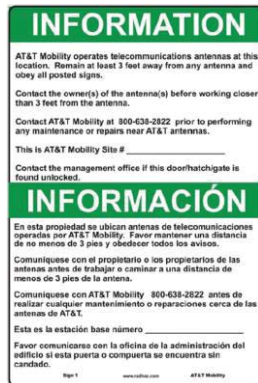 INFORMATION
AT&T Mobility operates telecommunications antennas at this
location. Remain at least 3 feet away from any antenna and
obey all posted signs.
Contact the owner(s) of the antenna(s) before working closer
than 3 feet from the antenna.
Contact AT&T Mobility at 800-638-2822 prior to performing
any maintenance or repairs near AT&T antennas.
This is AT&T Mobility Site # ________________
Contact the management office if this door/hatch/gate is
found unlocked.
INFORMACIÓN
En esta propiedad se ubican antenas de telecomunicaciones
operadas por AT&T Mobility. Favor mantener una distancia
de no menos de 3 pies y obedecer todos los avisos.
Comuníquese con el propietario o los propietarios de las
antenas antes de trabajar o caminar a una distancia de
menos de 3 pies de la antena.
Comuníquese con AT&T Mobility 800-638-2822 antes de
realizar cualquier mantenimiento o reparaciones cerca de las
antenas de AT&T.
Esta es la estación base número ________________
Favor comunicarse con la oficina de la administración del
edificio si esta puerta o compuerta se encuentra sin
candado.
Sign 1 AT&T Mobility